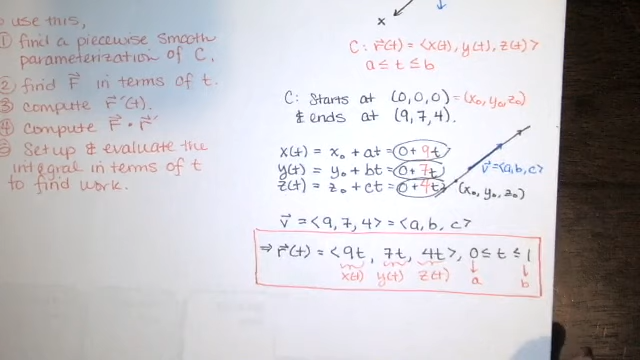 o use this,
① find a piecewise smooth
parameterization of C.
② find F⃗ in terms of t.
③ compute r⃗'(t).
④ compute F⃗ • r⃗'
⑤ Set up & evaluate the
integral in terms of t
to find work.
x
C: r⃗(t) = <x(t), y(t), z(t)>
a ≤ t ≤ b
C: Starts at (0,0,0) = (x₀, y₀, z₀)
& ends at (9,7,4).
x(t) = x₀ + at = 0 + 9t
y(t) = y₀ + bt = 0 + 7t
z(t) = z₀ + ct = 0 + 4t
v⃗ = <a,b,c>
(x₀, y₀, z₀)
v⃗ = <9, 7, 4> = <a, b, c>
⇒ r⃗(t) = <9t, 7t, 4t>, 0 ≤ t ≤ 1
x(t) y(t) z(t) a b